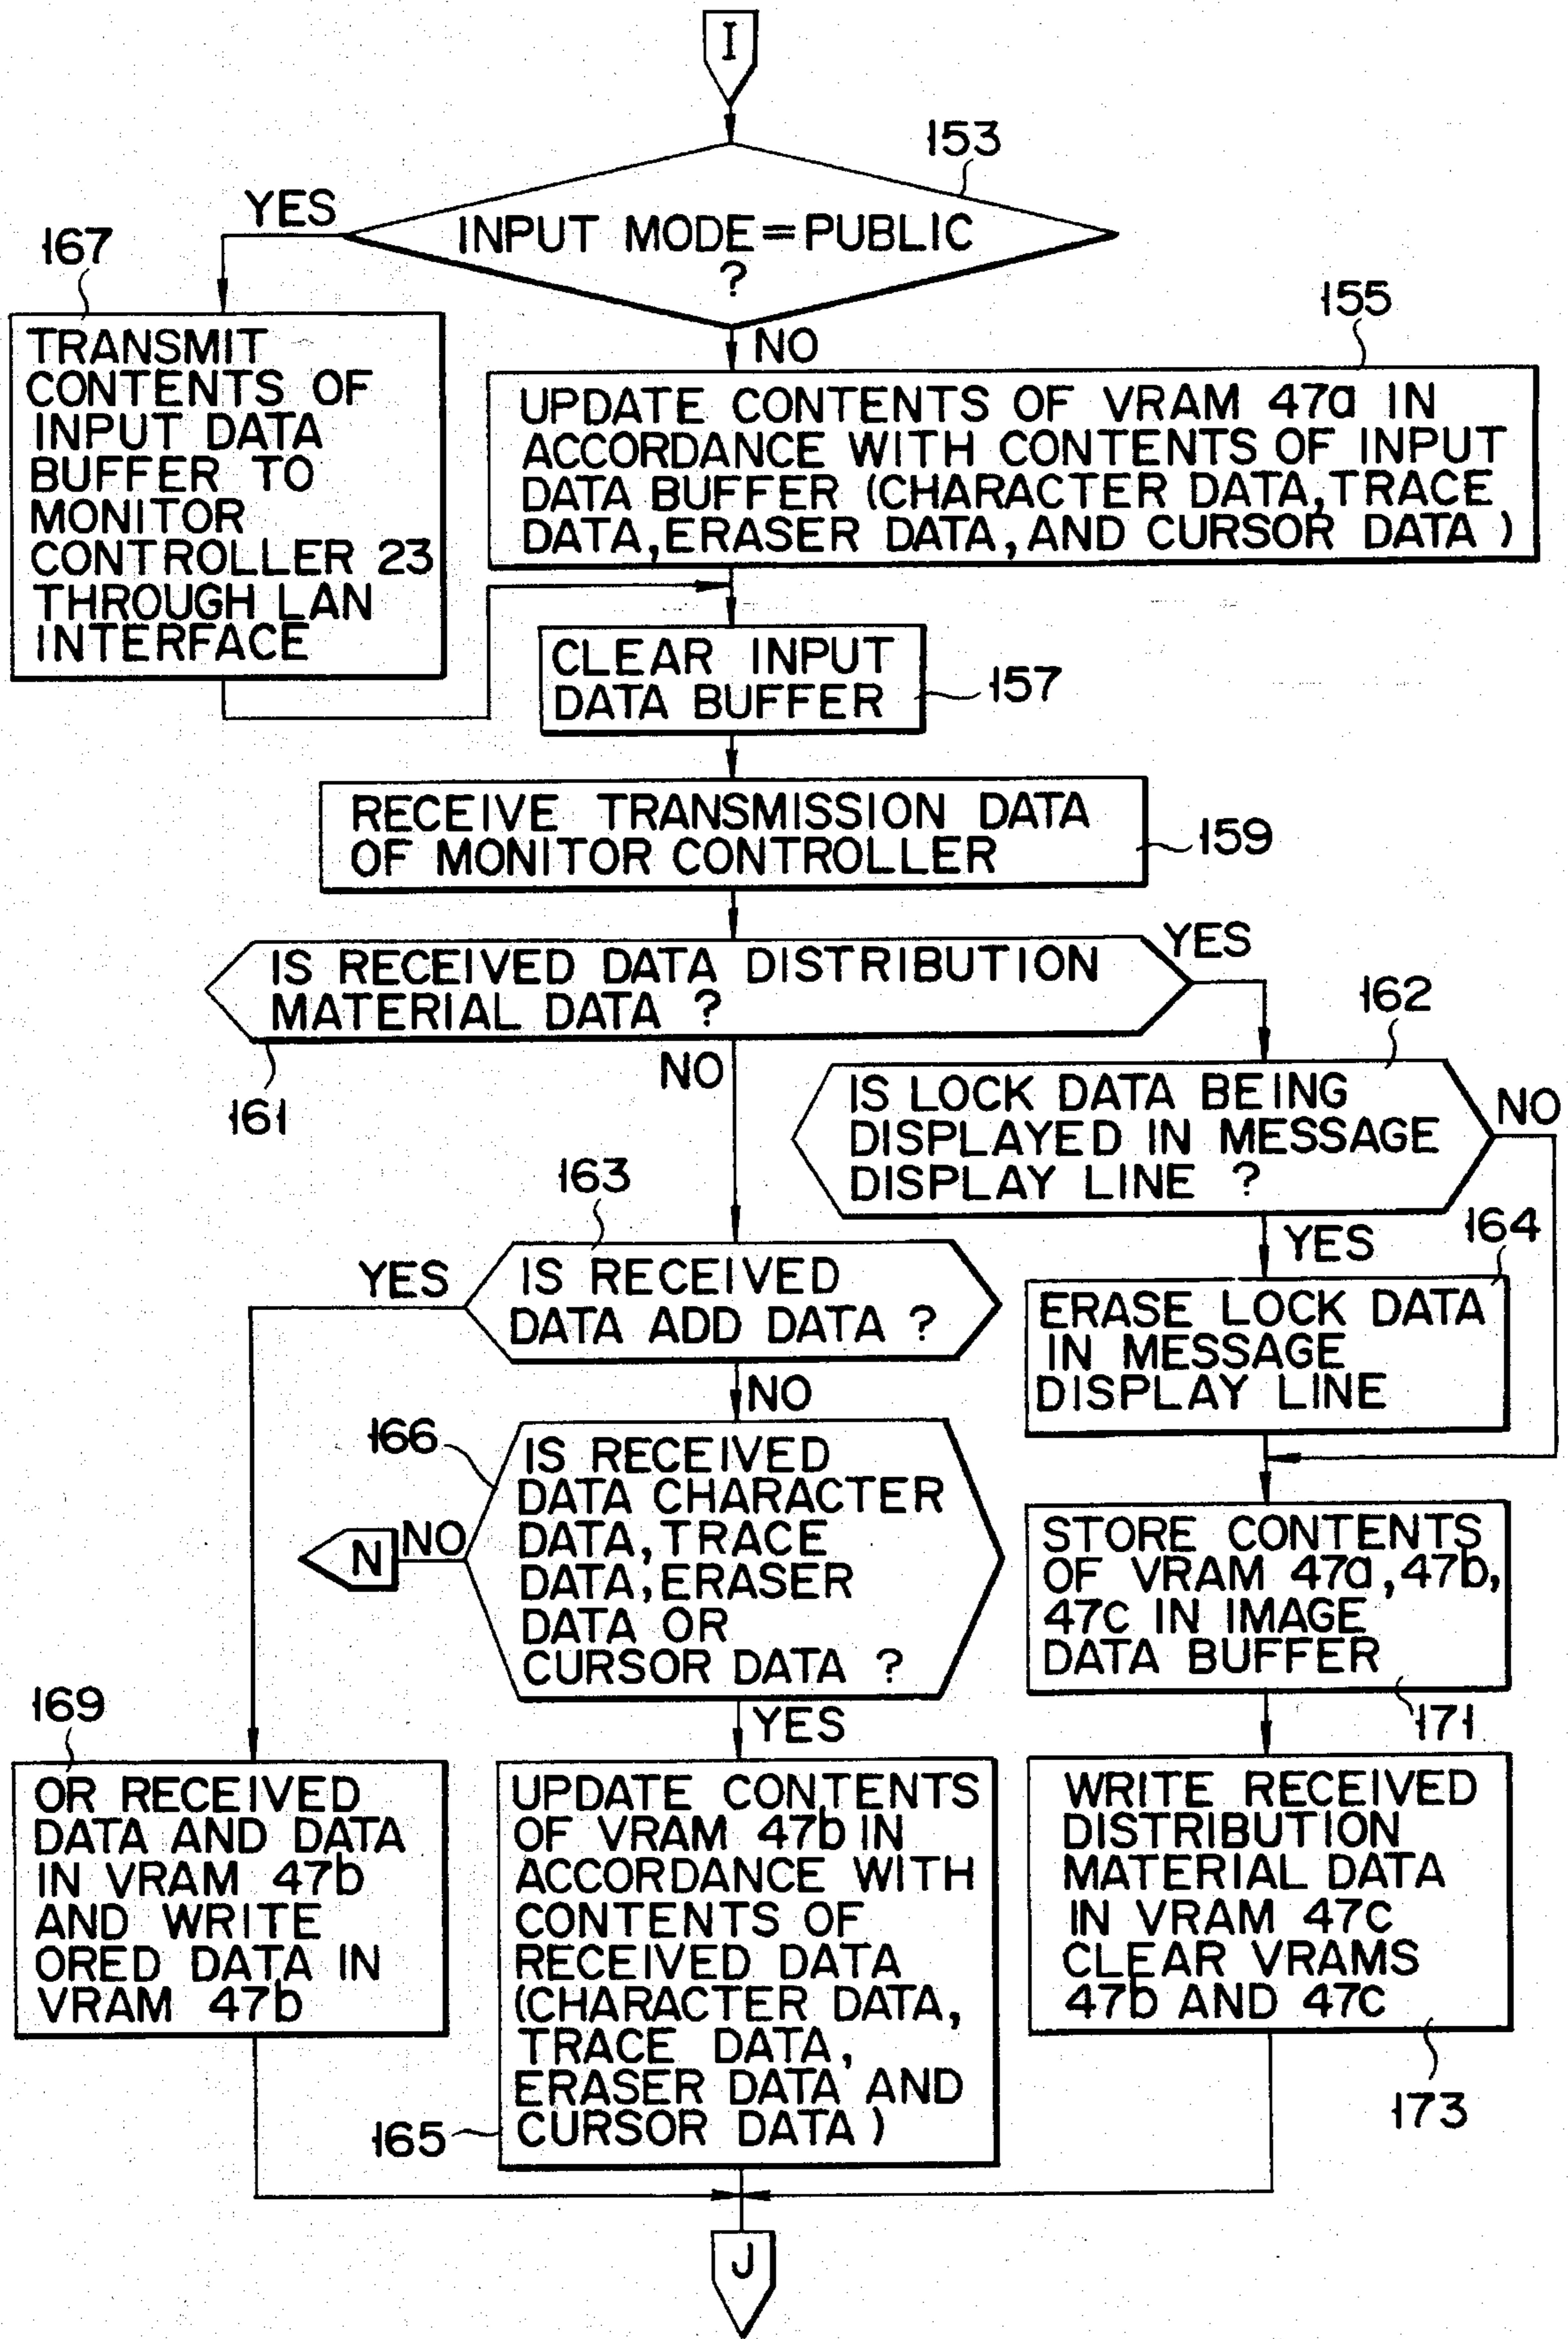 I
153
INPUT MODE=PUBLIC
?
YES
NO
167
TRANSMIT
CONTENTS OF
INPUT DATA
BUFFER TO
MONITOR
CONTROLLER 23
THROUGH LAN
INTERFACE
155
UPDATE CONTENTS OF VRAM 47a IN
ACCORDANCE WITH CONTENTS OF INPUT
DATA BUFFER (CHARACTER DATA, TRACE
DATA, ERASER DATA, AND CURSOR DATA )
CLEAR INPUT
DATA BUFFER
157
RECEIVE TRANSMISSION DATA
OF MONITOR CONTROLLER
159
IS RECEIVED DATA DISTRIBUTION
MATERIAL DATA ?
YES
NO
161
162
IS LOCK DATA BEING
DISPLAYED IN MESSAGE
DISPLAY LINE ?
NO
YES
164
ERASE LOCK DATA
IN MESSAGE
DISPLAY LINE
163
IS RECEIVED
DATA ADD DATA ?
YES
NO
166
IS RECEIVED
DATA CHARACTER
DATA, TRACE
DATA, ERASER
DATA OR
CURSOR DATA ?
NO
N
YES
STORE CONTENTS
OF VRAM 47a, 47b,
47c IN IMAGE
DATA BUFFER
171
169
OR RECEIVED
DATA AND DATA
IN VRAM 47b
AND WRITE
ORED DATA IN
VRAM 47b
UPDATE CONTENTS
OF VRAM 47b IN
ACCORDANCE WITH
CONTENTS OF
RECEIVED DATA
(CHARACTER DATA,
TRACE DATA,
ERASER DATA AND
CURSOR DATA )
165
WRITE RECEIVED
DISTRIBUTION
MATERIAL DATA
IN VRAM 47c
CLEAR VRAMS
47b AND 47c
173
J